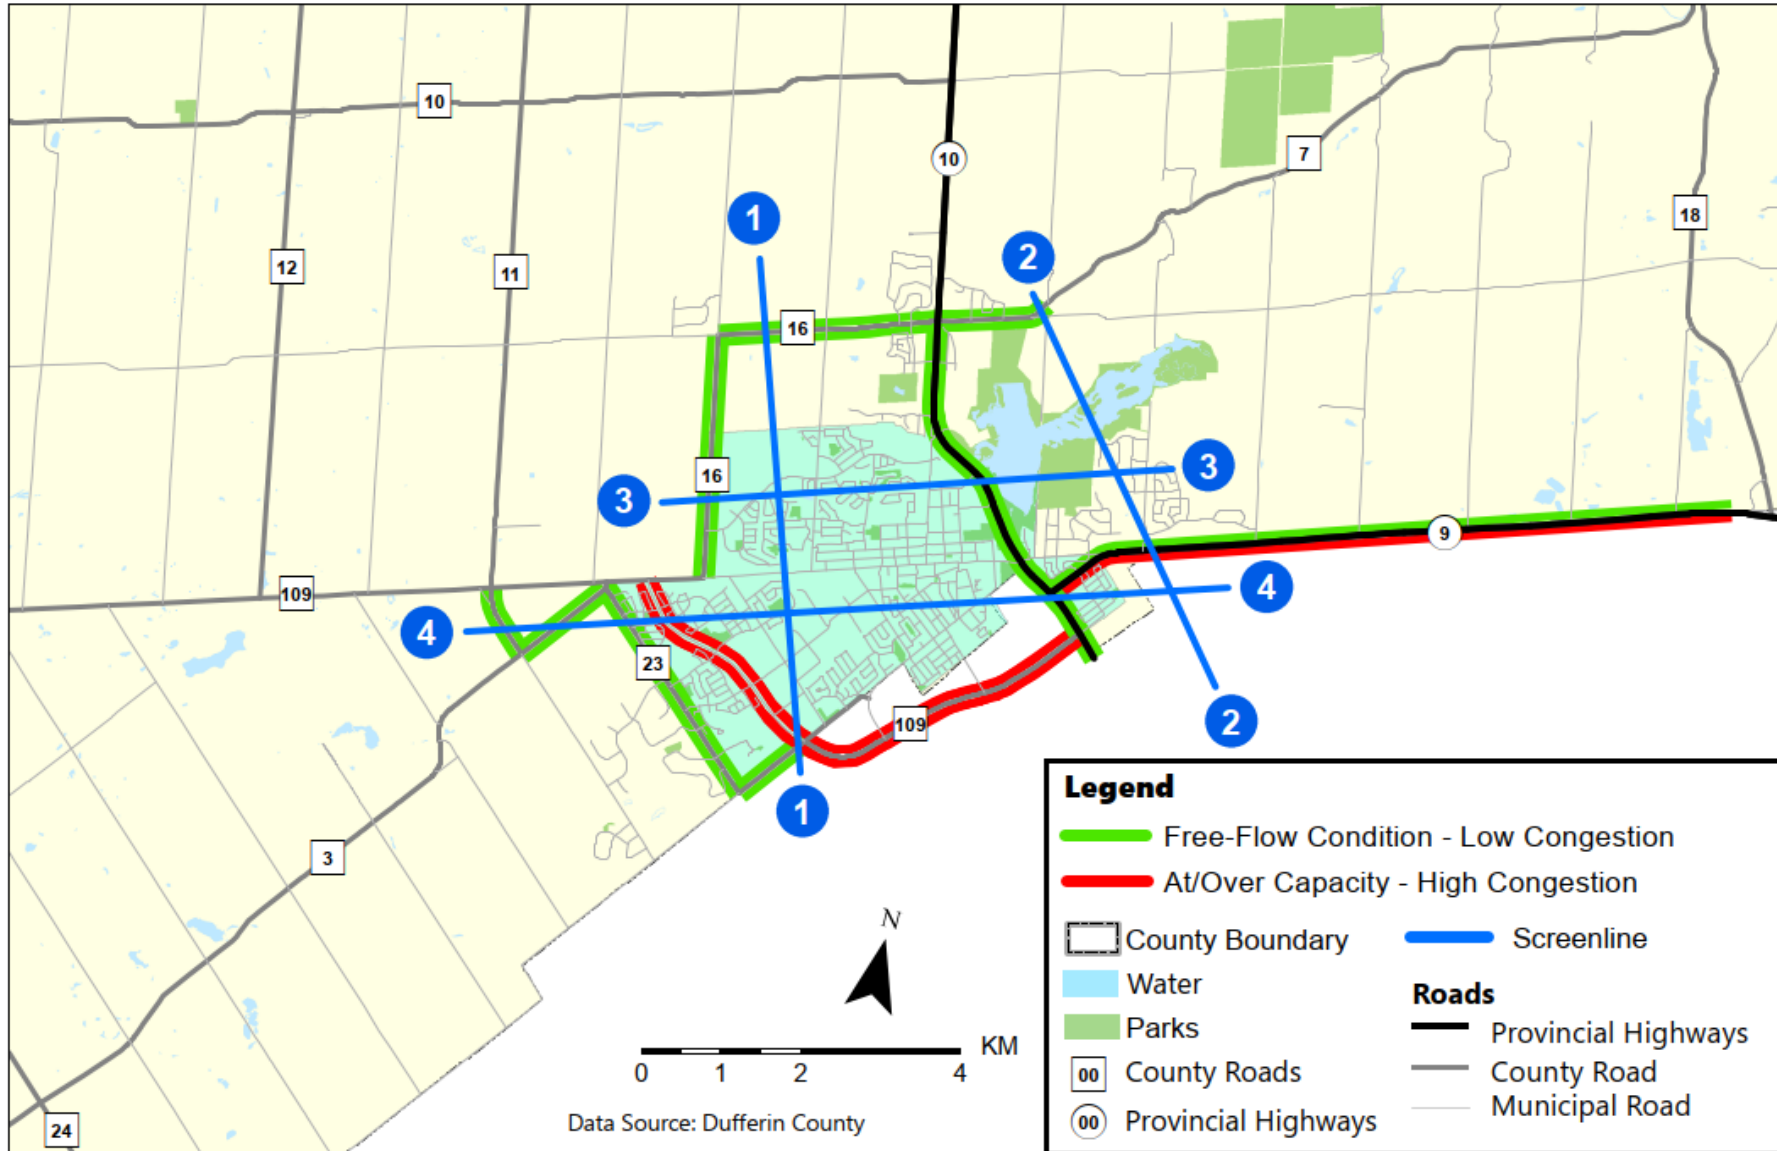 10
10
7
18
1
12
11
2
16
16
3
3
9
109
4
4
23
109
2
1
3
24
N
KM
0 1 2 4
Data Source: Dufferin County
Legend
Free-Flow Condition - Low Congestion
At/Over Capacity - High Congestion
County Boundary
Screenline
Water
Roads
Parks
Provincial Highways
00 County Roads
County Road
00 Provincial Highways
Municipal Road